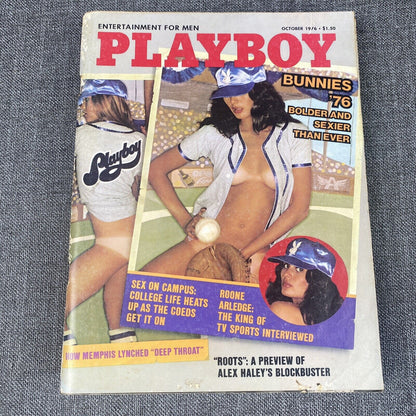 ENTERTAINMENT FOR MEN
OCTOBER 1976 • $1.50
PLAYBOY
BUNNIES
'76
BOLDER AND
SEXIER
THAN EVER
Playboy
SEX ON CAMPUS:
COLLEGE LIFE HEATS
UP AS THE COEDS
GET IT ON
ROONE
ARLEDGE:
THE KING OF
TV SPORTS INTERVIEWED
HOW MEMPHIS LYNCHED "DEEP THROAT"
"ROOTS": A PREVIEW OF
ALEX HALEY'S BLOCKBUSTER